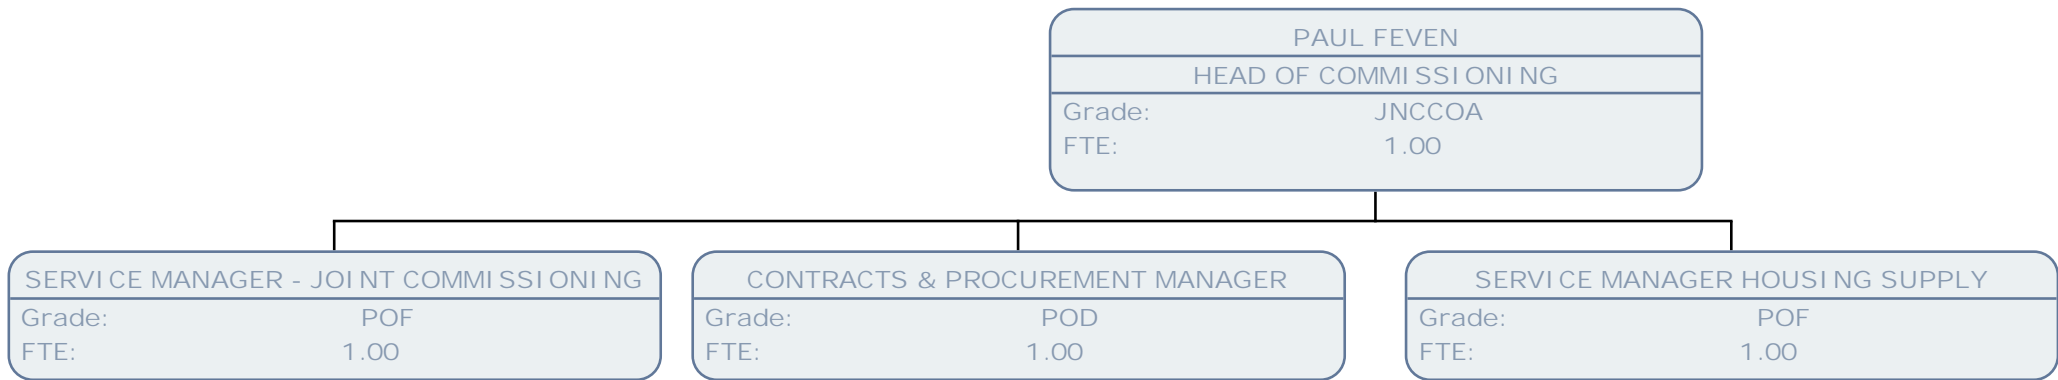 PAUL FEVEN
HEAD OF COMMISSIONING
Grade: JNCCOA
FTE: 1.00
SERVICE MANAGER - JOINT COMMISSIONING
Grade: POF
FTE: 1.00
CONTRACTS & PROCUREMENT MANAGER
Grade: POD
FTE: 1.00
SERVICE MANAGER HOUSING SUPPLY
Grade: POF
FTE: 1.00